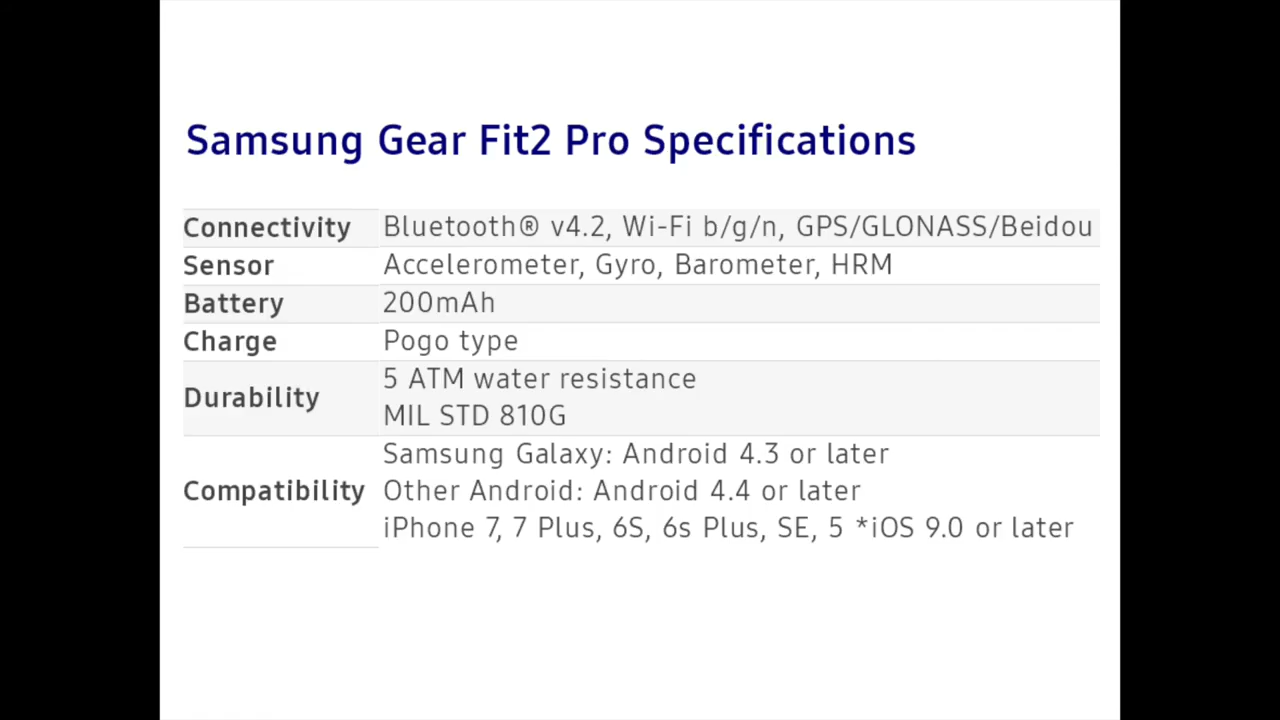 Samsung Gear Fit2 Pro Specifications
Connectivity Bluetooth® v4.2, Wi-Fi b/g/n, GPS/GLONASS/Beidou
Sensor Accelerometer, Gyro, Barometer, HRM
Battery 200mAh
Charge Pogo type
Durability 5 ATM water resistance
MIL STD 810G
Samsung Galaxy: Android 4.3 or later
Compatibility Other Android: Android 4.4 or later
iPhone 7, 7 Plus, 6S, 6s Plus, SE, 5 *iOS 9.0 or later